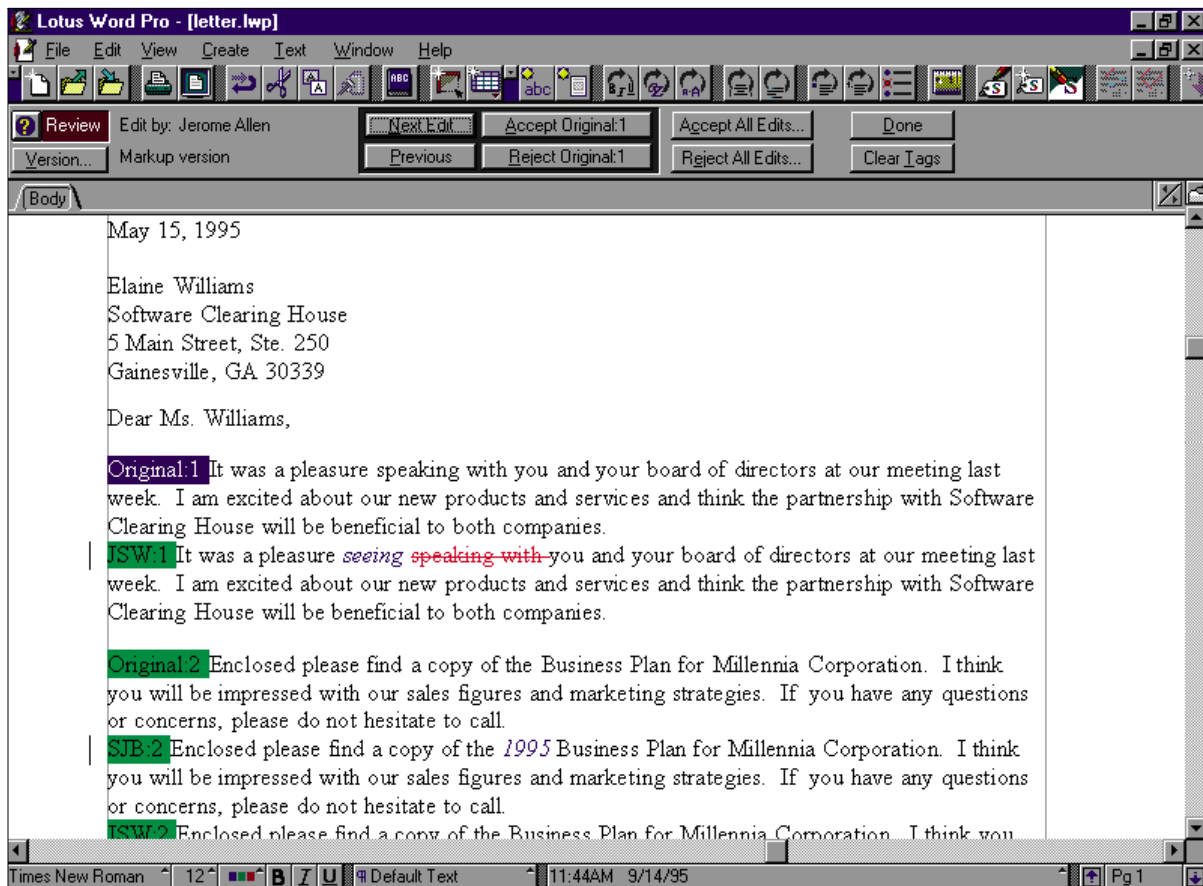 Lotus Word Pro - [letter.lwp]
File Edit View Create Text Window Help
ABC abc
Review Edit by: Jerome Allen Next Edit Accept Original:1 Accept All Edits... Done
Version... Markup version Previous Reject Original:1 Reject All Edits... Clear Tags
Body
May 15, 1995
Elaine Williams
Software Clearing House
5 Main Street, Ste. 250
Gainesville, GA 30339
Dear Ms. Williams,
Original:1 It was a pleasure speaking with you and your board of directors at our meeting last
week. I am excited about our new products and services and think the partnership with Software
Clearing House will be beneficial to both companies.
JSW:1 It was a pleasure seeing speaking with you and your board of directors at our meeting last
week. I am excited about our new products and services and think the partnership with Software
Clearing House will be beneficial to both companies.
Original:2 Enclosed please find a copy of the Business Plan for Millennia Corporation. I think
you will be impressed with our sales figures and marketing strategies. If you have any questions
or concerns, please do not hesitate to call.
SJB:2 Enclosed please find a copy of the 1995 Business Plan for Millennia Corporation. I think
you will be impressed with our sales figures and marketing strategies. If you have any questions
or concerns, please do not hesitate to call.
JSW:2 Enclosed please find a copy of the Business Plan for Millennia Corporation. I think you
Times New Roman 12 B I U ¶ Default Text 11:44AM 9/14/95 Pg 1